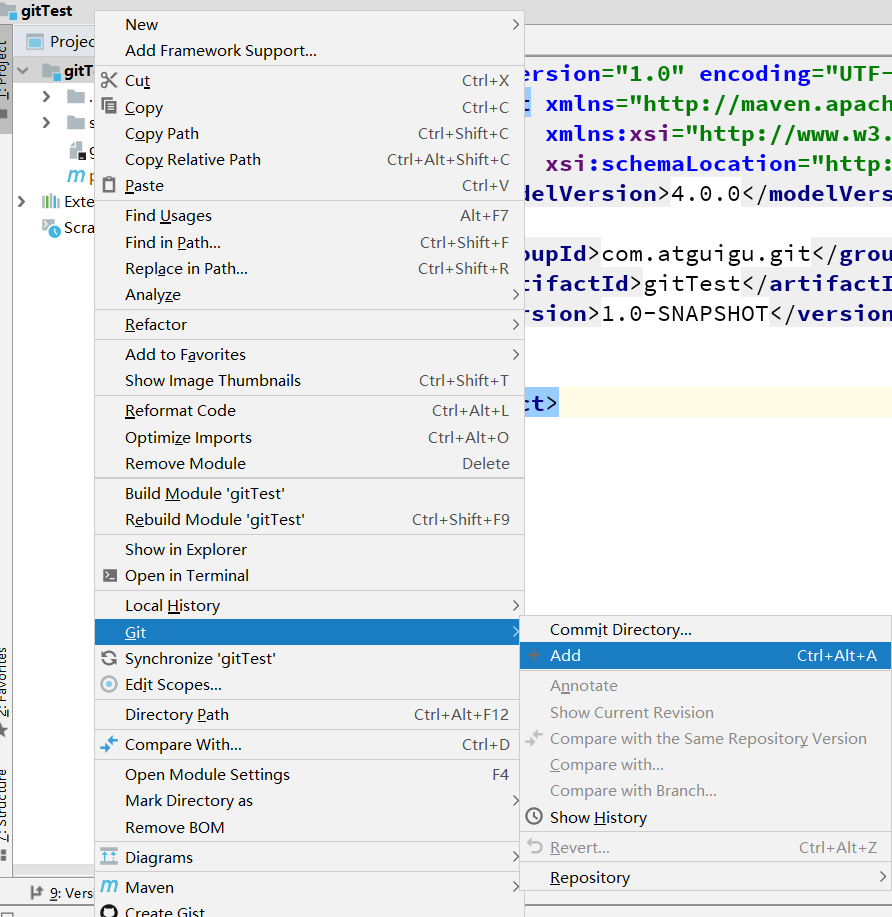 gitTest
1: Project
Projec
gitT
Exte
Scra
2: Favorites
Z: Structure
9: Versi
New
Add Framework Support...
Cut Ctrl+X
Copy Ctrl+C
Copy Path Ctrl+Shift+C
Copy Relative Path Ctrl+Alt+Shift+C
Paste Ctrl+V
Find Usages Alt+F7
Find in Path... Ctrl+Shift+F
Replace in Path... Ctrl+Shift+R
Analyze
Refactor
Add to Favorites
Show Image Thumbnails Ctrl+Shift+T
Reformat Code Ctrl+Alt+L
Optimize Imports Ctrl+Alt+O
Remove Module Delete
Build Module 'gitTest'
Rebuild Module 'gitTest' Ctrl+Shift+F9
Show in Explorer
Open in Terminal
Local History
Git
Synchronize 'gitTest'
Edit Scopes...
Directory Path Ctrl+Alt+F12
Compare With... Ctrl+D
Open Module Settings F4
Mark Directory as
Remove BOM
Diagrams
Maven
Create Gist
ersion="1.0" encoding="UTF-
t xmlns="http://maven.apach
xmlns:xsi="http://www.w3.
xsi:schemaLocation="http:
delVersion>4.0.0</modelVers
oupId>com.atguigu.git</grou
tifactId>gitTest</artifactI
rsion>1.0-SNAPSHOT</version
ct>
Commit Directory...
Add Ctrl+Alt+A
Annotate
Show Current Revision
Compare with the Same Repository Version
Compare with...
Compare with Branch...
Show History
Revert... Ctrl+Alt+Z
Repository